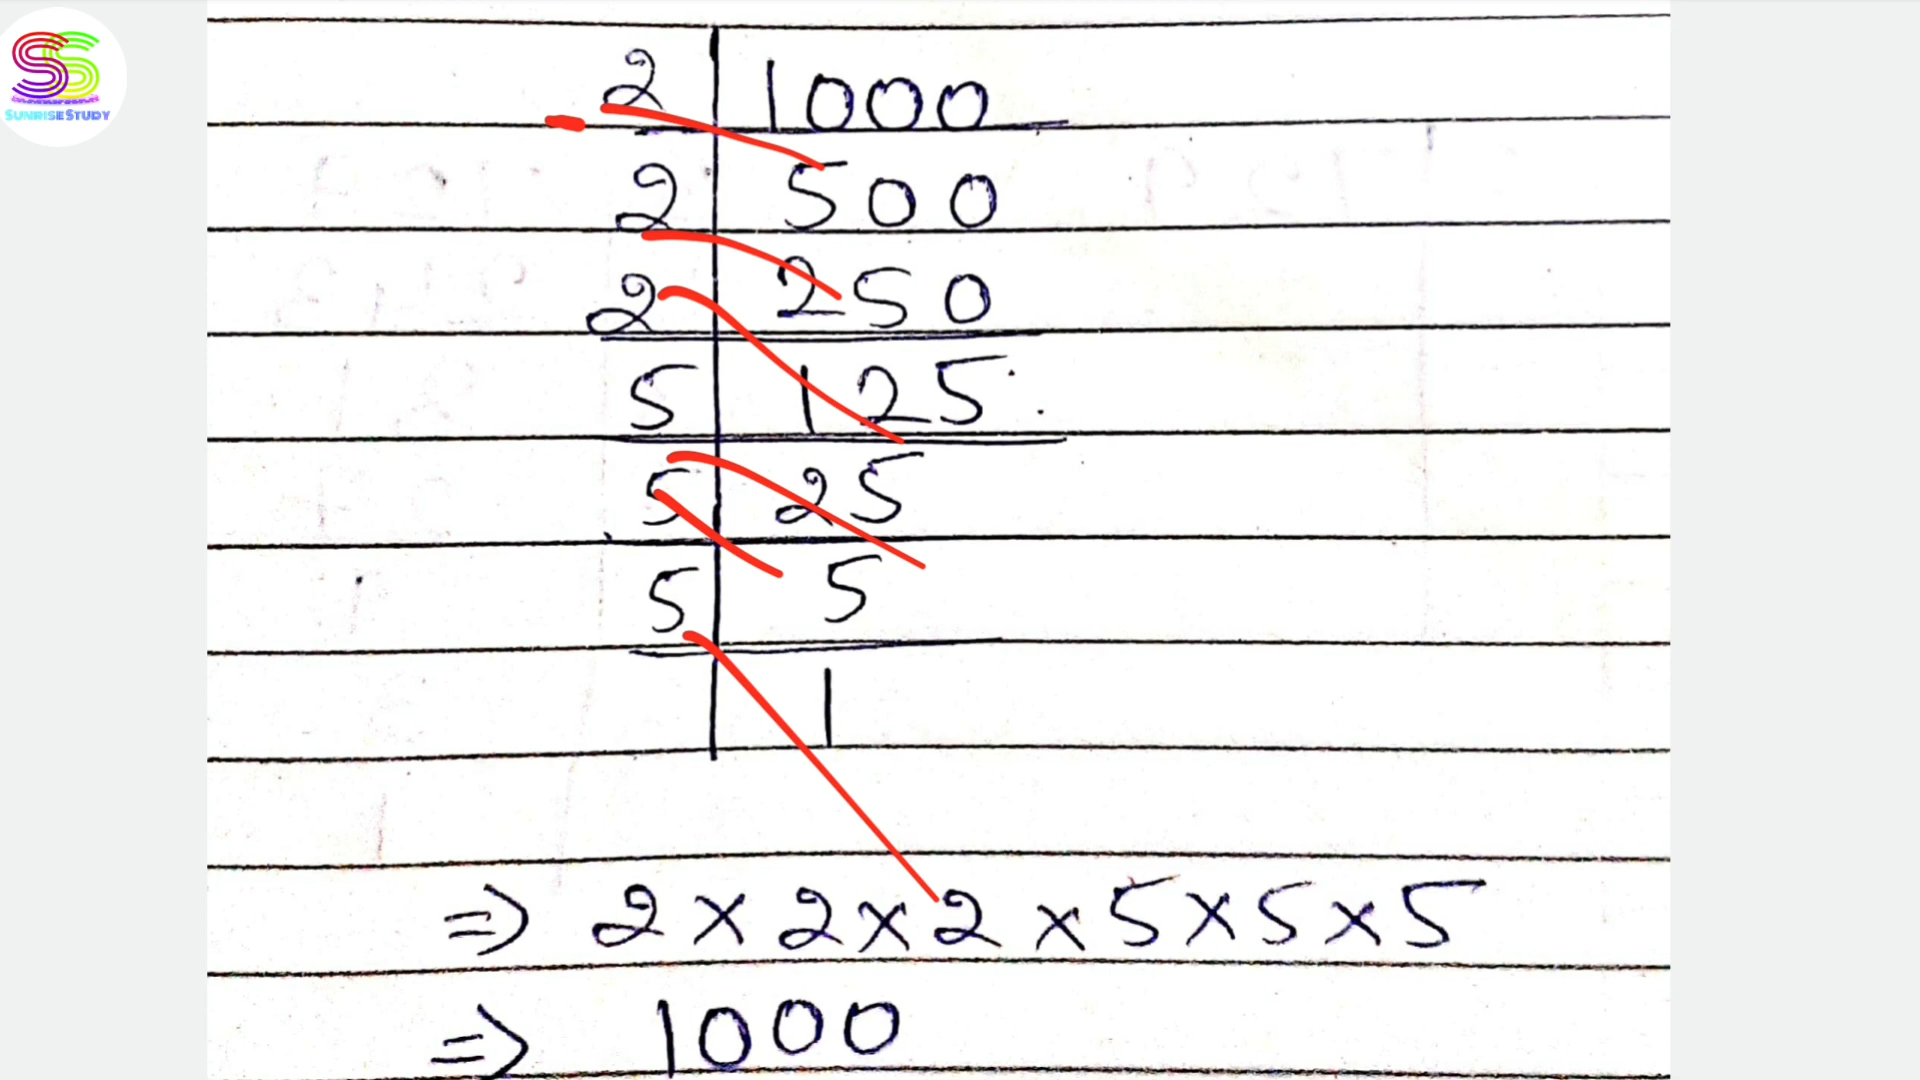 SS
SUNRISE STUDY
2 | 1000
2 | 500
2 | 250
5 | 125
5 | 25
5 | 5
| 1
=> 2 × 2 × 2 × 5 × 5 × 5
=> 1000